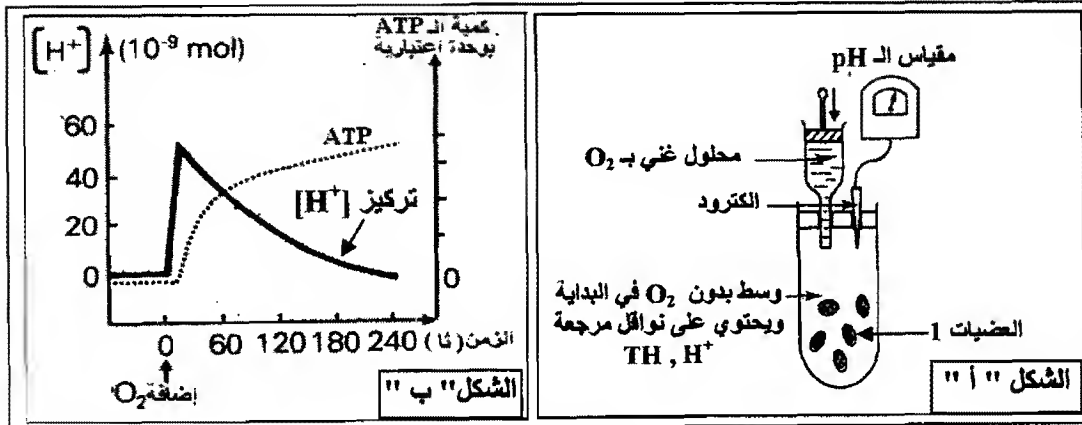 مقياس الـ pH
محلول غني بـ O₂
الكترود
وسط بدون O₂ في البداية
ويحتوي على نواقل مرجعة
TH , H⁺
العضيات 1
الشكل " أ "
[H⁺] (10⁻⁹ mol)
كمية الـ ATP
بوحدة اعتبارية
60
40
20
0
ATP
تركيز [H⁺]
0
0 60 120 180 240 الزمن (ثا)
إضافة O₂
الشكل " ب "